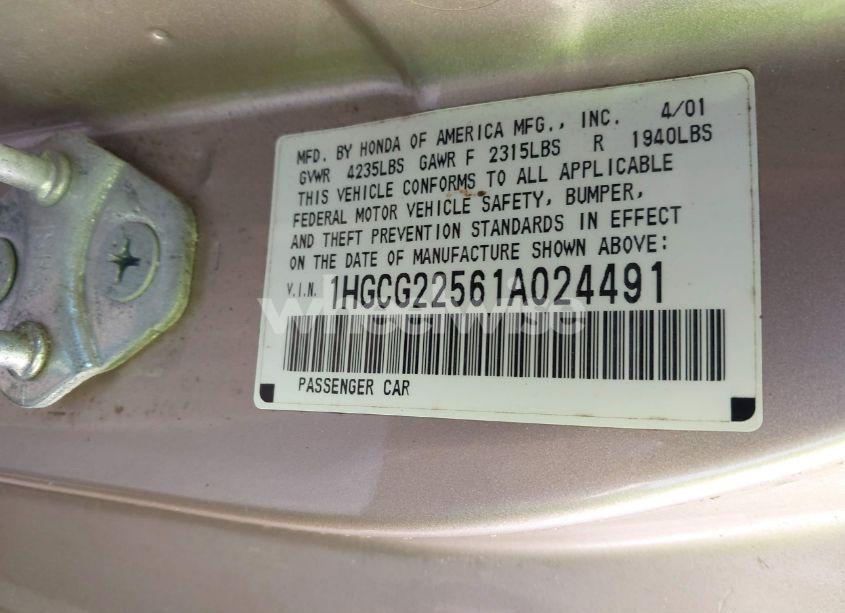 MFD. BY HONDA OF AMERICA MFG., INC. 4/01
GVWR 4235LBS GAWR F 2315LBS R 1940LBS
THIS VEHICLE CONFORMS TO ALL APPLICABLE
FEDERAL MOTOR VEHICLE SAFETY, BUMPER,
AND THEFT PREVENTION STANDARDS IN EFFECT
ON THE DATE OF MANUFACTURE SHOWN ABOVE:
V.I.N. 1HGCG22561A024491
wheelwise
PASSENGER CAR